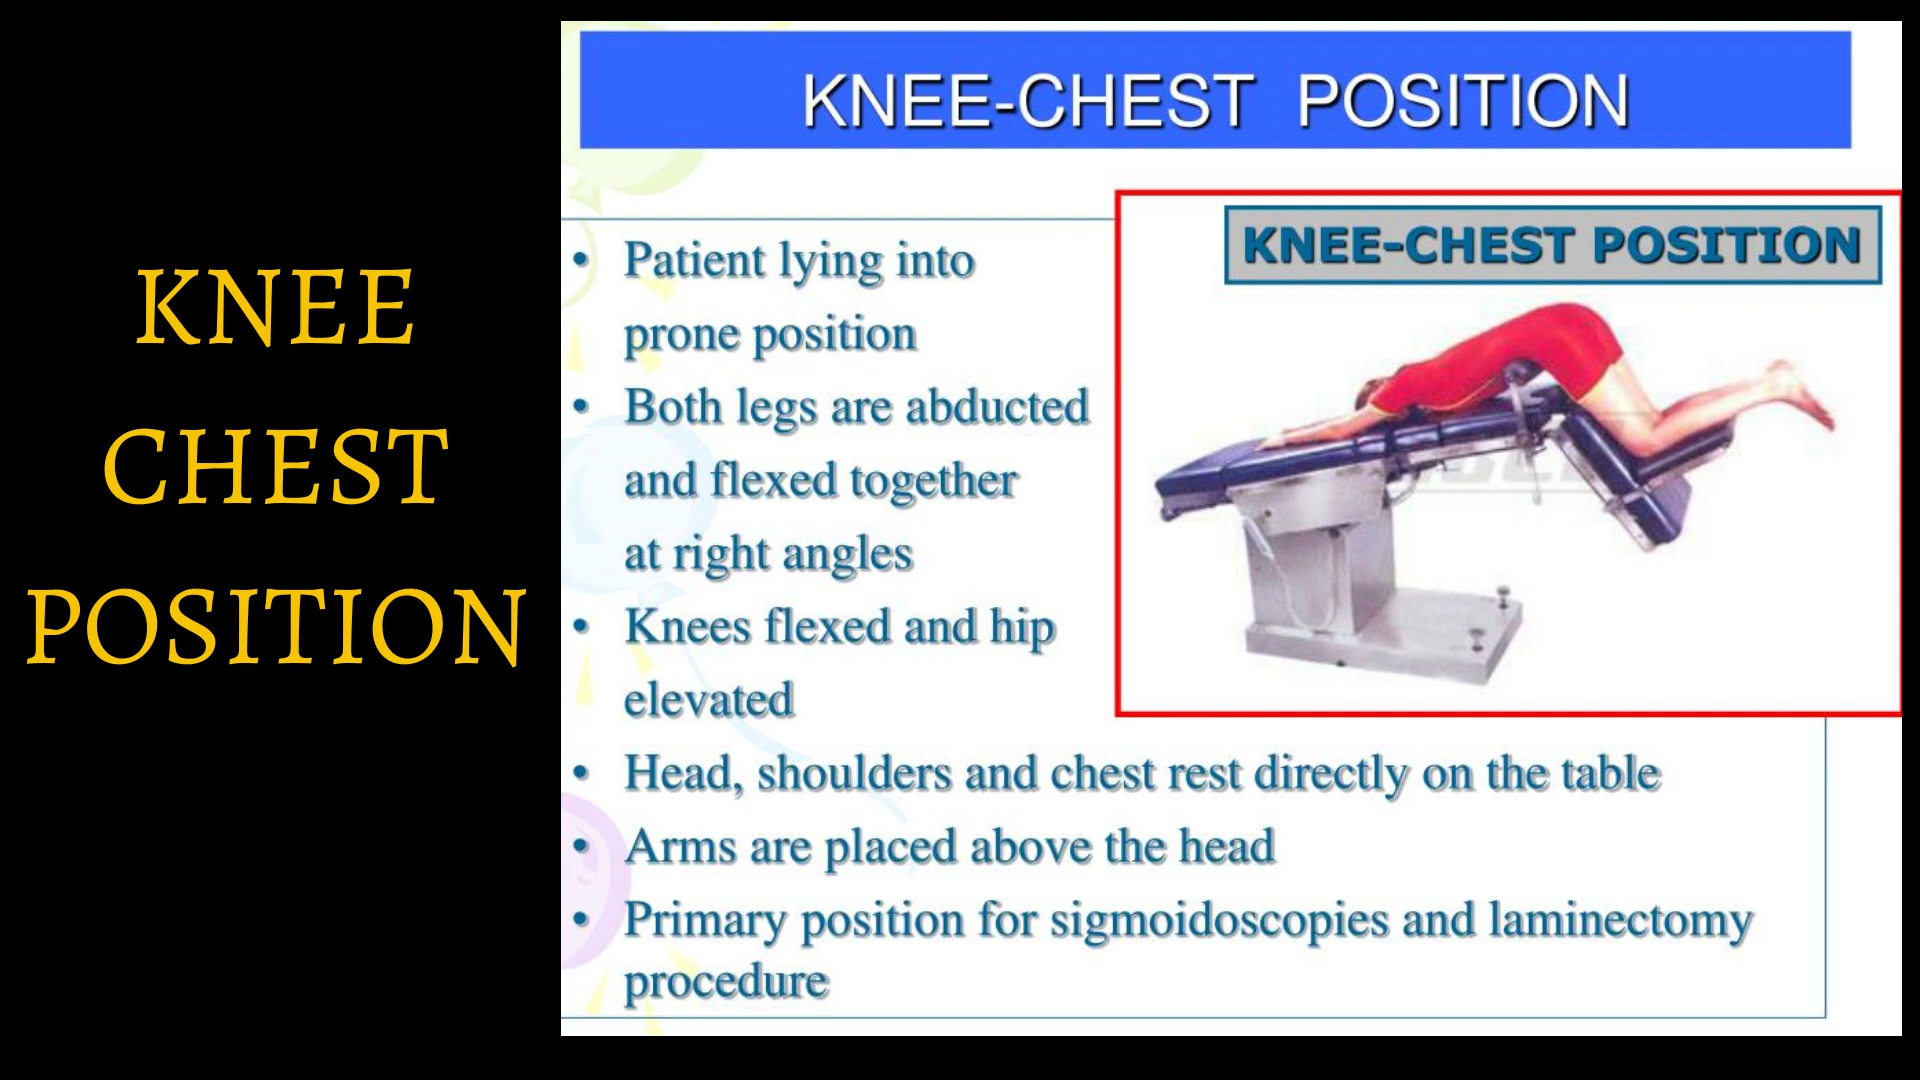 KNEE
CHEST
POSITION
KNEE-CHEST POSITION
• Patient lying into
prone position
• Both legs are abducted
and flexed together
at right angles
• Knees flexed and hip
elevated
• Head, shoulders and chest rest directly on the table
• Arms are placed above the head
• Primary position for sigmoidoscopies and laminectomy
procedure
KNEE-CHEST POSITION